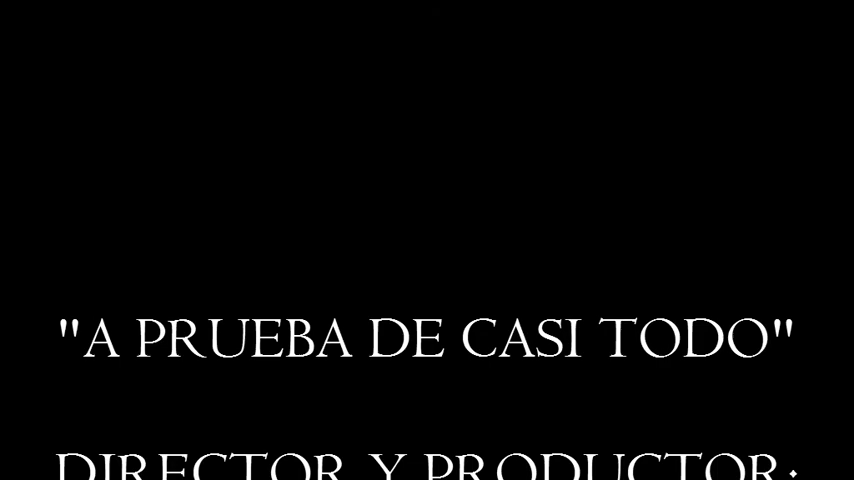 "A PRUEBA DE CASI TODO"
DIRECTOR Y PRODUCTOR: